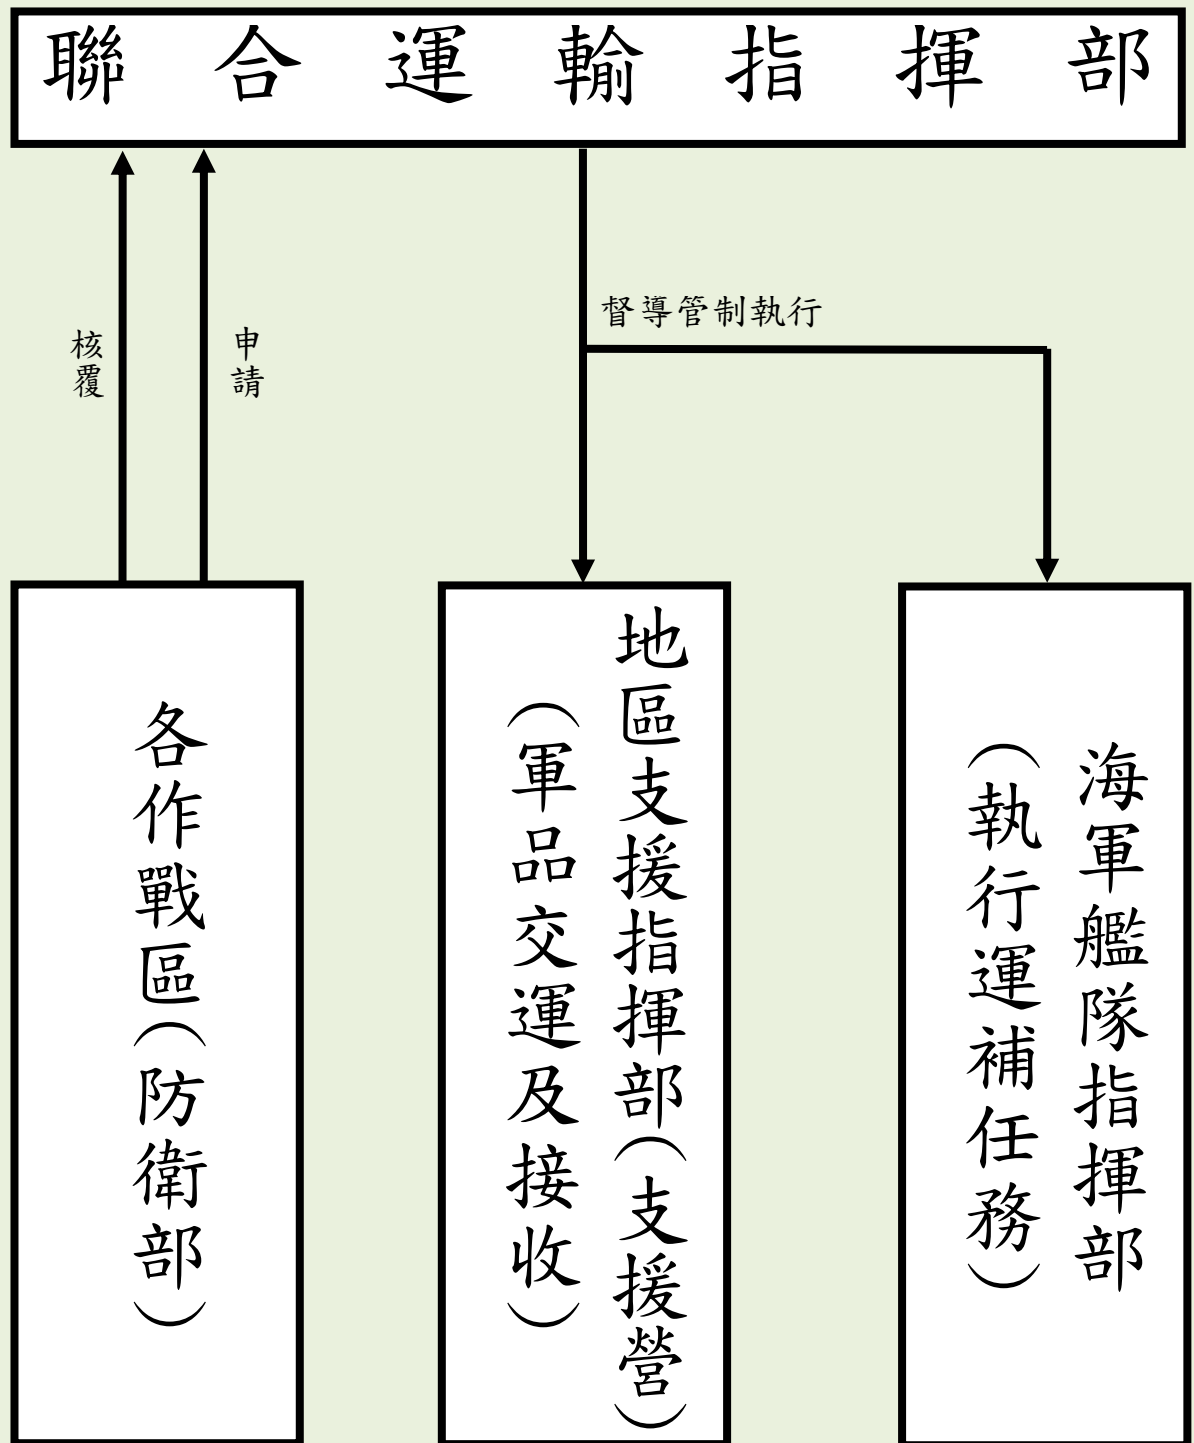 聯合運輸指揮部
督導管制執行
核覆
申請
各作戰區(防衛部)
地區支援指揮部(支援營)
(軍品交運及接收)
海軍艦隊指揮部
(執行運補任務)